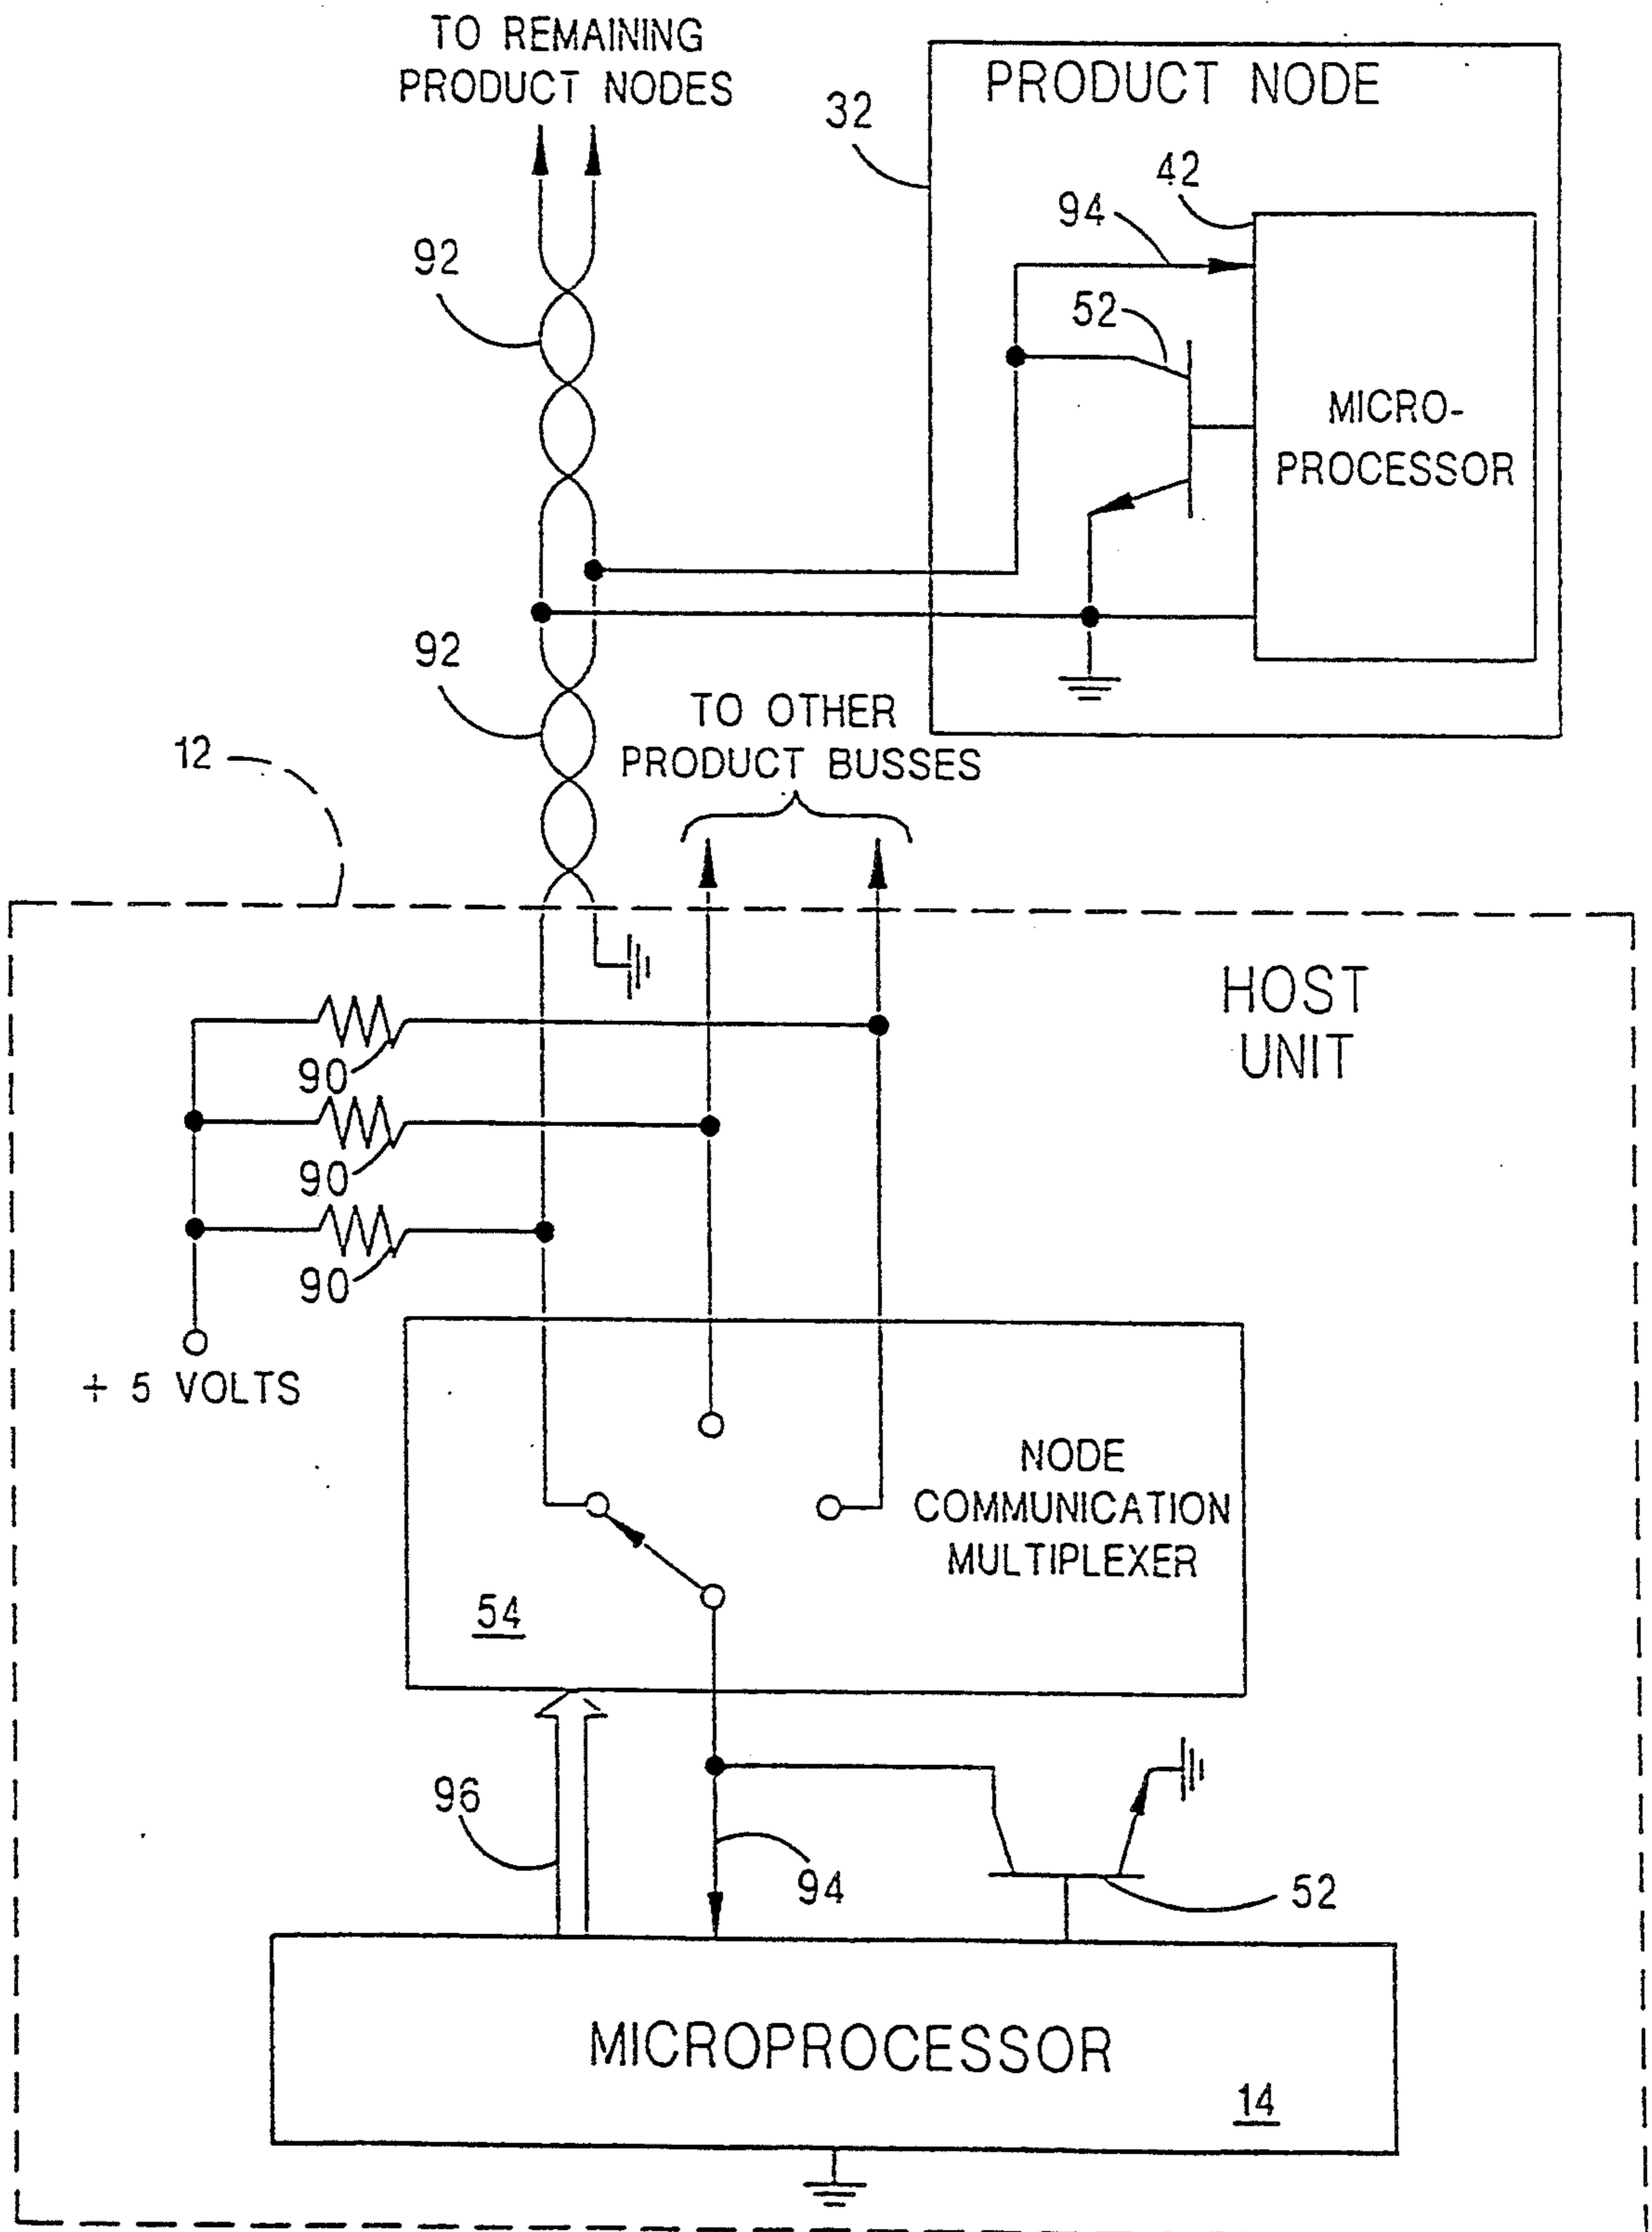 TO REMAINING
PRODUCT NODES
PRODUCT NODE
32
42
94
92
52
MICRO-
PROCESSOR
92
TO OTHER
PRODUCT BUSSES
12
HOST
UNIT
90
90
90
+ 5 VOLTS
NODE
COMMUNICATION
MULTIPLEXER
54
96
94
52
MICROPROCESSOR
14